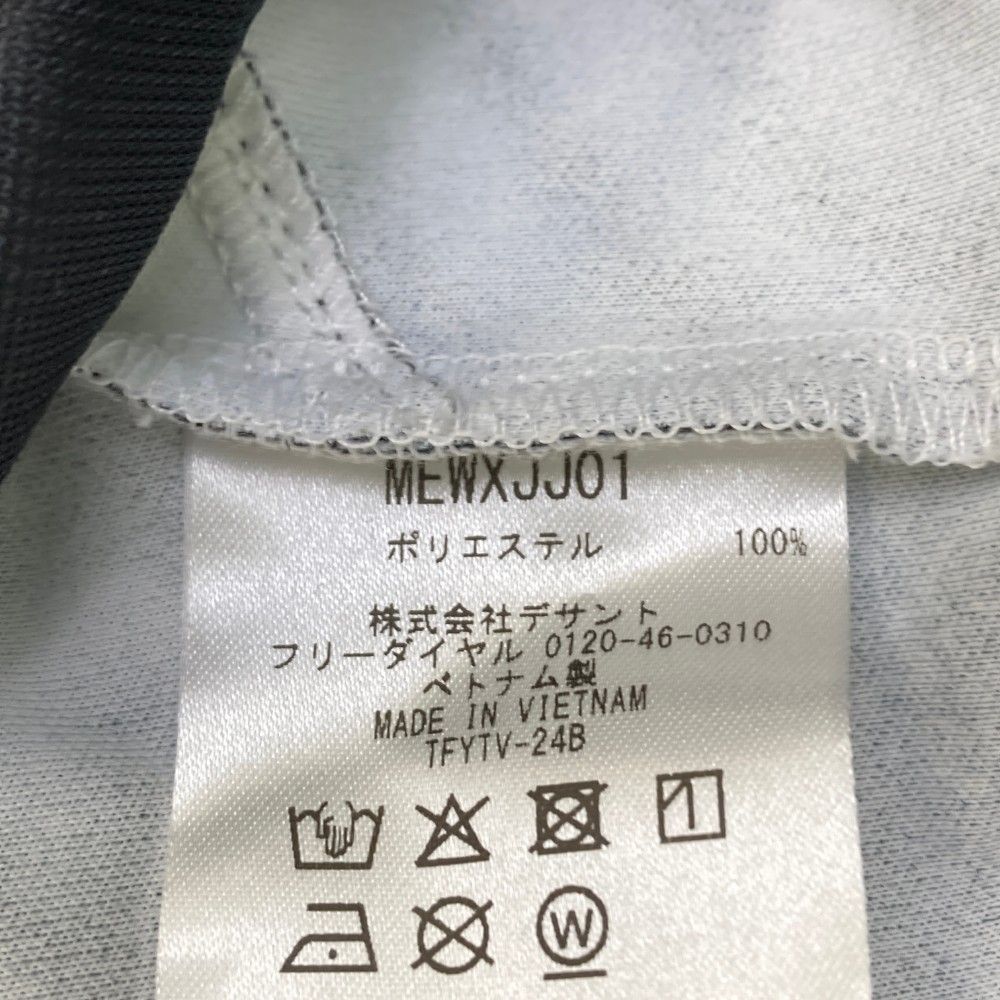 MEWXJJ01
ポリエステル 100%
株式会社デサント
フリーダイヤル 0120-46-0310
ベトナム製
MADE IN VIETNAM
TFYTV-24B
W